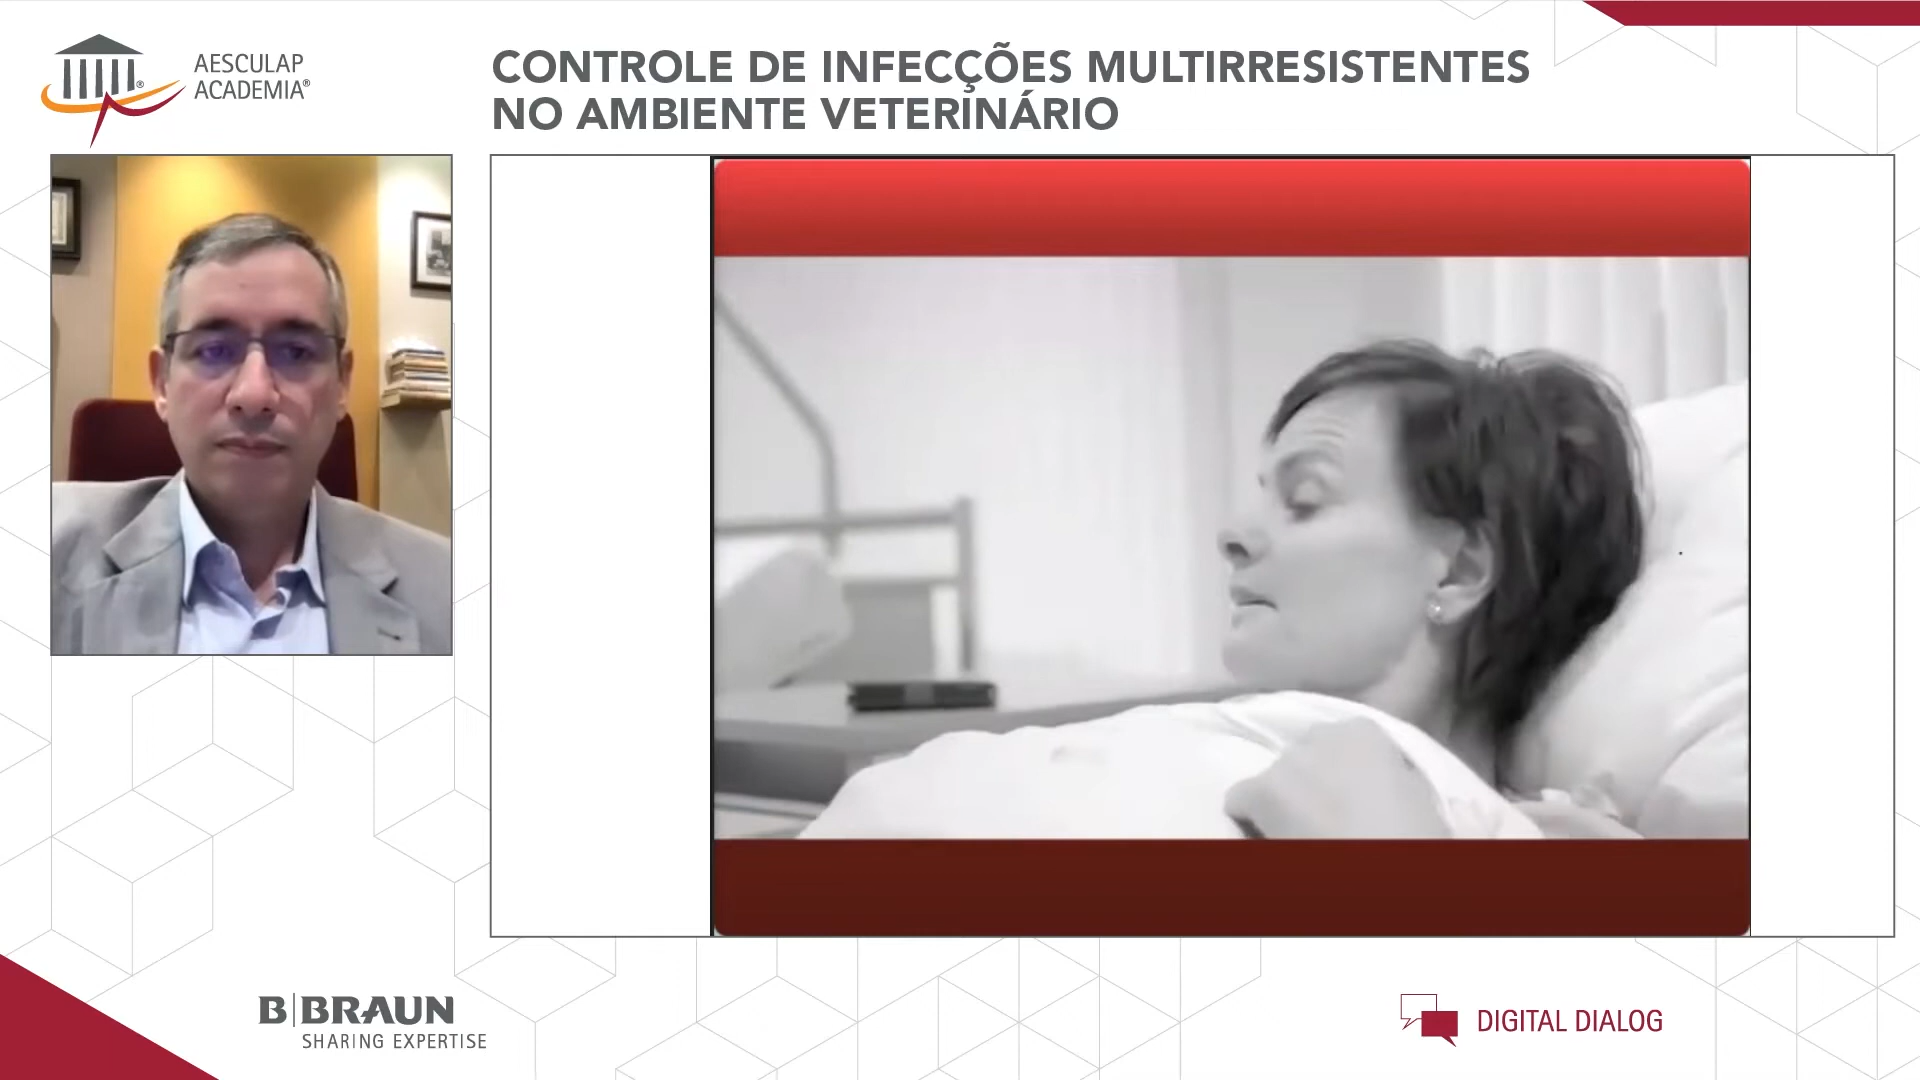 AESCULAP
ACADEMIA®
CONTROLE DE INFECÇÕES MULTIRRESISTENTES
NO AMBIENTE VETERINÁRIO
B|BRAUN
SHARING EXPERTISE
DIGITAL DIALOG